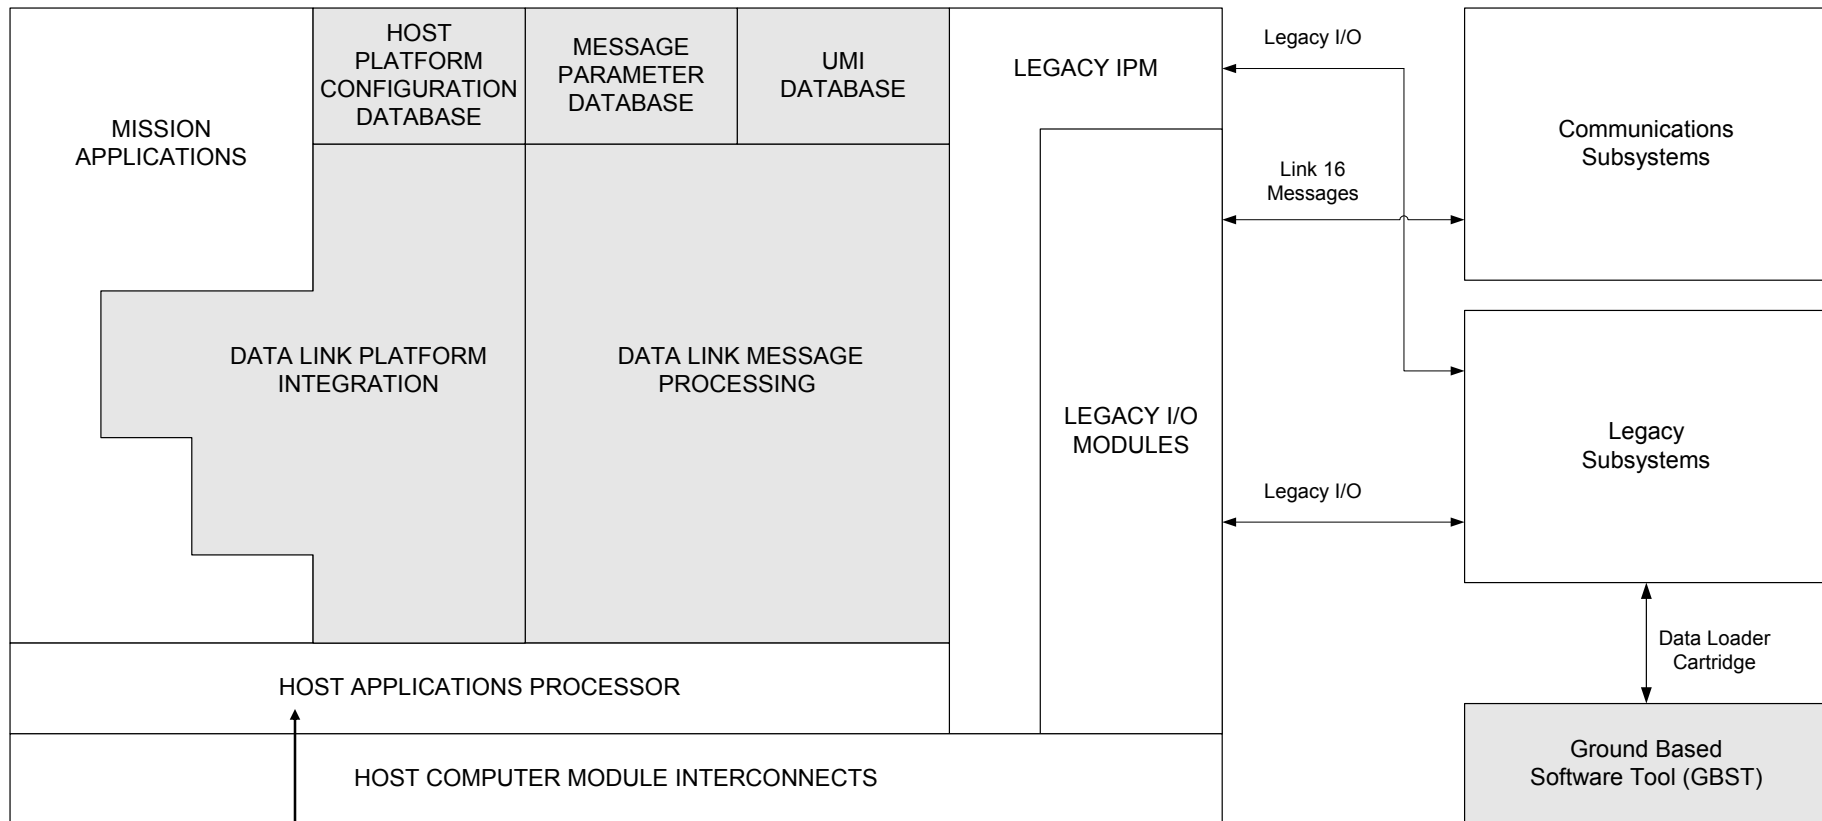 HOST
PLATFORM
CONFIGURATION
DATABASE
MESSAGE
PARAMETER
DATABASE
UMI
DATABASE
LEGACY IPM
MISSION
APPLICATIONS
DATA LINK PLATFORM
INTEGRATION
DATA LINK MESSAGE
PROCESSING
LEGACY I/O
MODULES
HOST APPLICATIONS PROCESSOR
HOST COMPUTER MODULE INTERCONNECTS
Legacy I/O
Link 16
Messages
Legacy I/O
Communications
Subsystems
Legacy
Subsystems
Data Loader
Cartridge
Ground Based
Software Tool (GBST)